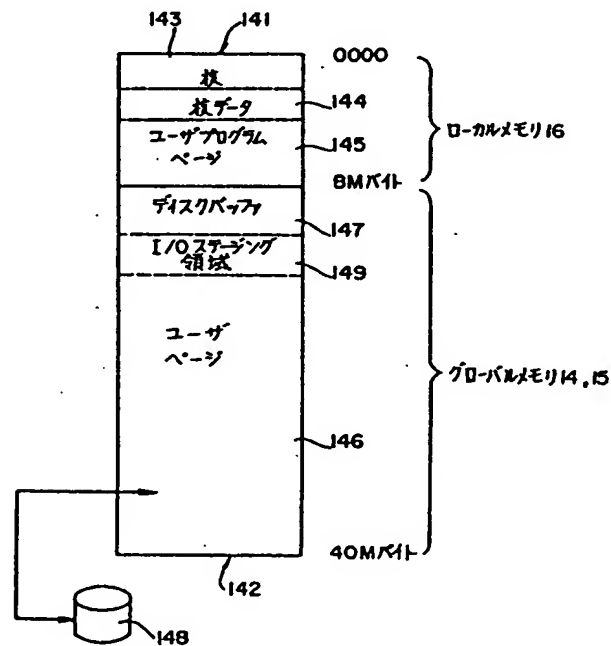 143
141
0000
核
核データ
144
ユーザプログラム
ページ
145
ローカルメモリ16
8Mバイト
ディスクバッファ
147
I/Oステージング
領域
149
ユーザ
ページ
グローバルメモリ14,15
146
40Mバイト
142
148